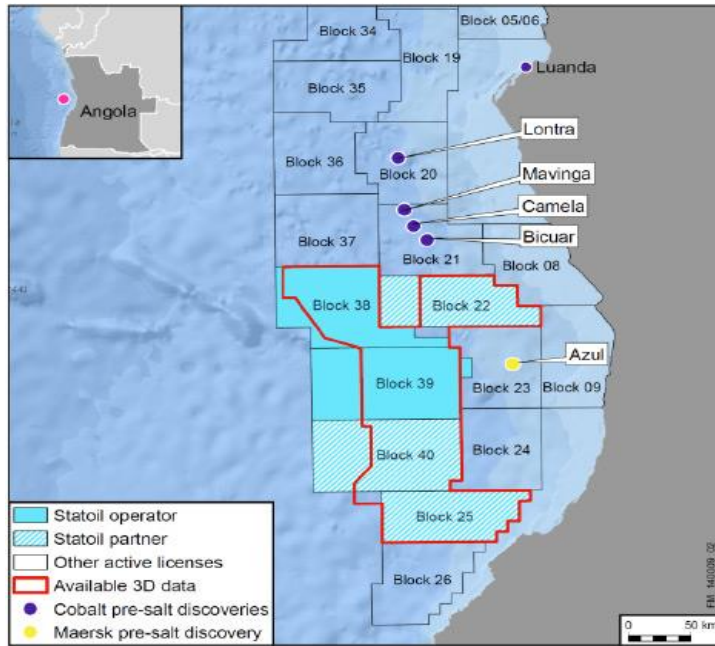 Block 05/06
Block 34
Block 19
Luanda
Angola
Block 35
Lontra
Block 36
Block 20
Mavinga
Camela
Block 37
Bicuar
Block 21
Block 08
Block 38
Block 22
Azul
Block 39
Block 23
Block 09
Block 40
Block 24
Block 25
Block 26
Statoil operator
Statoil partner
Other active licenses
Available 3D data
Cobalt pre-salt discoveries
Maersk pre-salt discovery
0 50 km
FM_140009_02